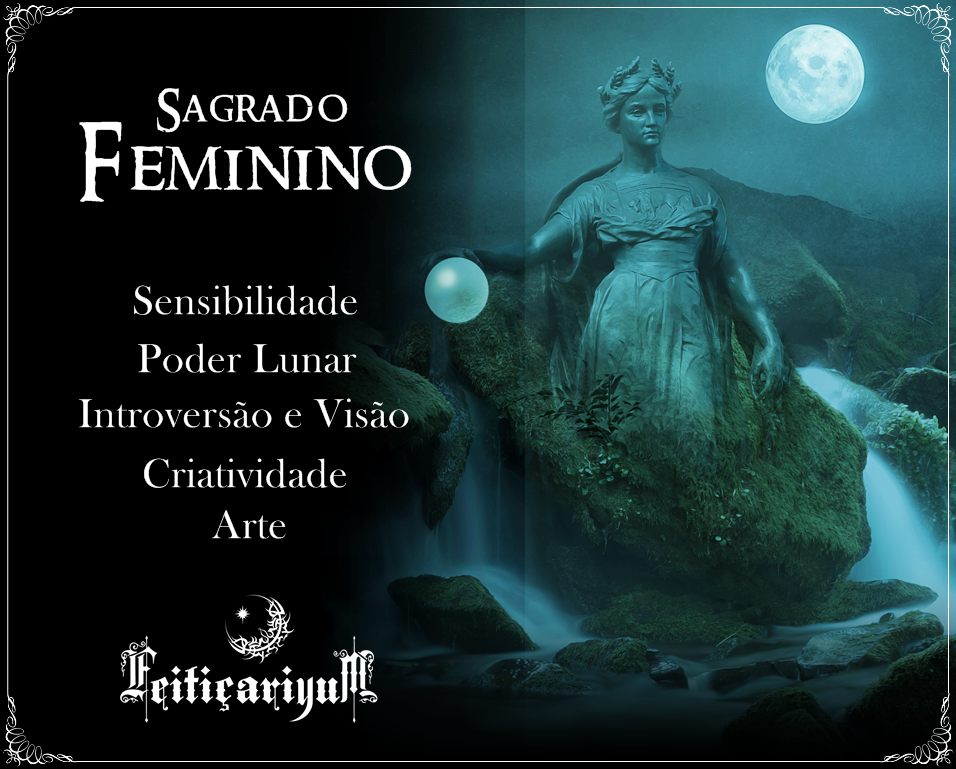 Sagrado
Feminino
Sensibilidade
Poder Lunar
Introversão e Visão
Criatividade
Arte
Feitiçariyum